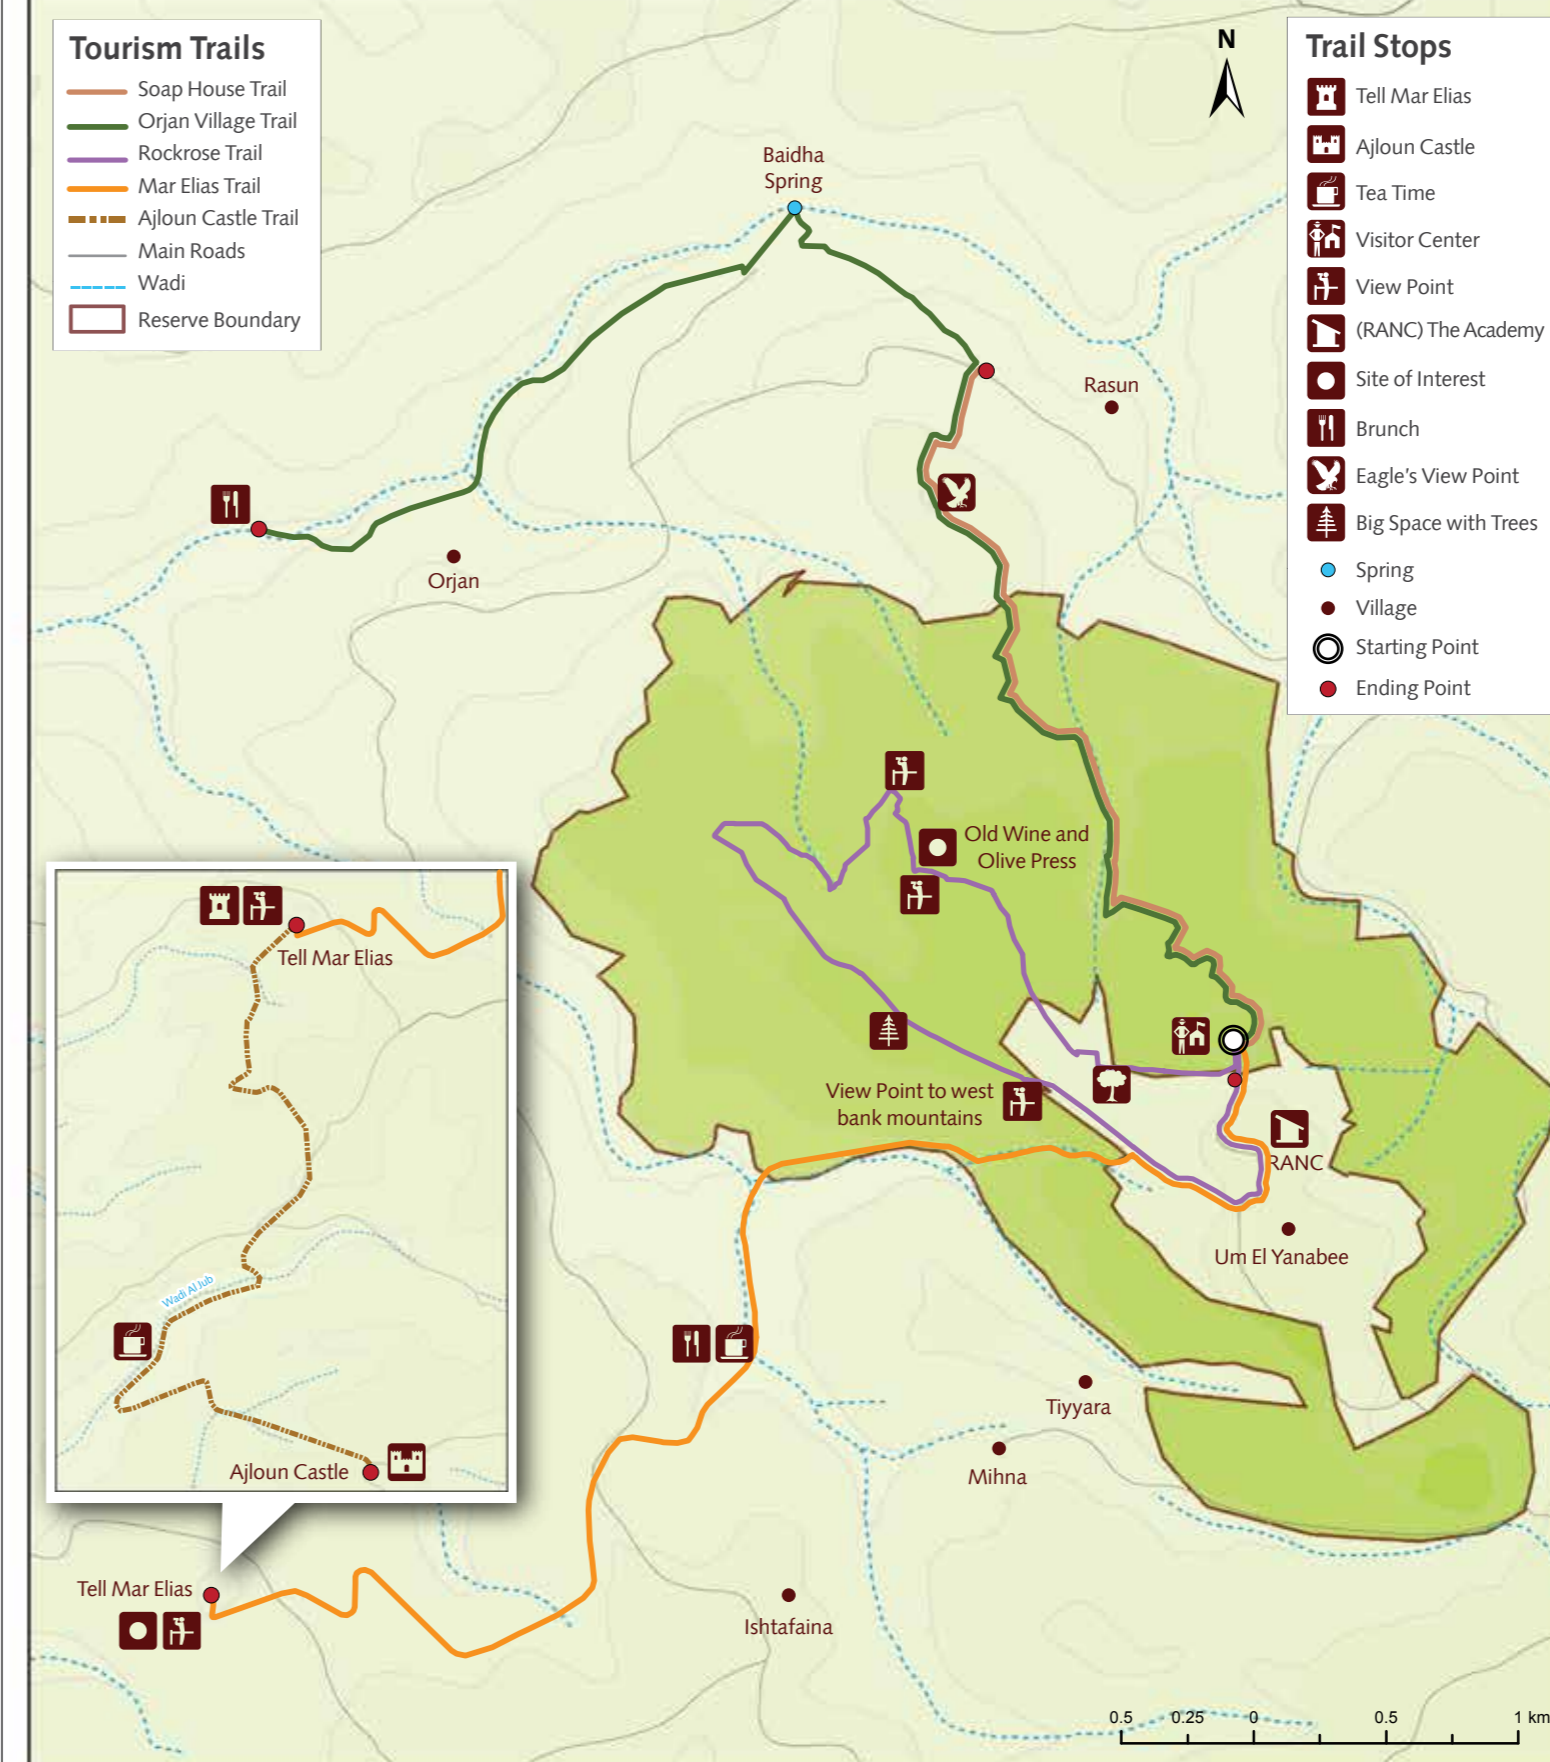 Tourism Trails
Soap House Trail
Orjan Village Trail
Rockrose Trail
Mar Elias Trail
Ajloun Castle Trail
Main Roads
Wadi
Reserve Boundary
N
Trail Stops
Tell Mar Elias
Ajloun Castle
Tea Time
Visitor Center
View Point
(RANC) The Academy
Site of Interest
Brunch
Eagle's View Point
Big Space with Trees
Spring
Village
Starting Point
Ending Point
Baidha
Spring
Rasun
Orjan
Old Wine and
Olive Press
View Point to west
bank mountains
RANC
Um El Yanabee
Tiyyara
Mihna
Ishtafaina
Tell Mar Elias
Wadi Al Jub
Ajloun Castle
Tell Mar Elias
0.5 0.25 0 0.5 1 km